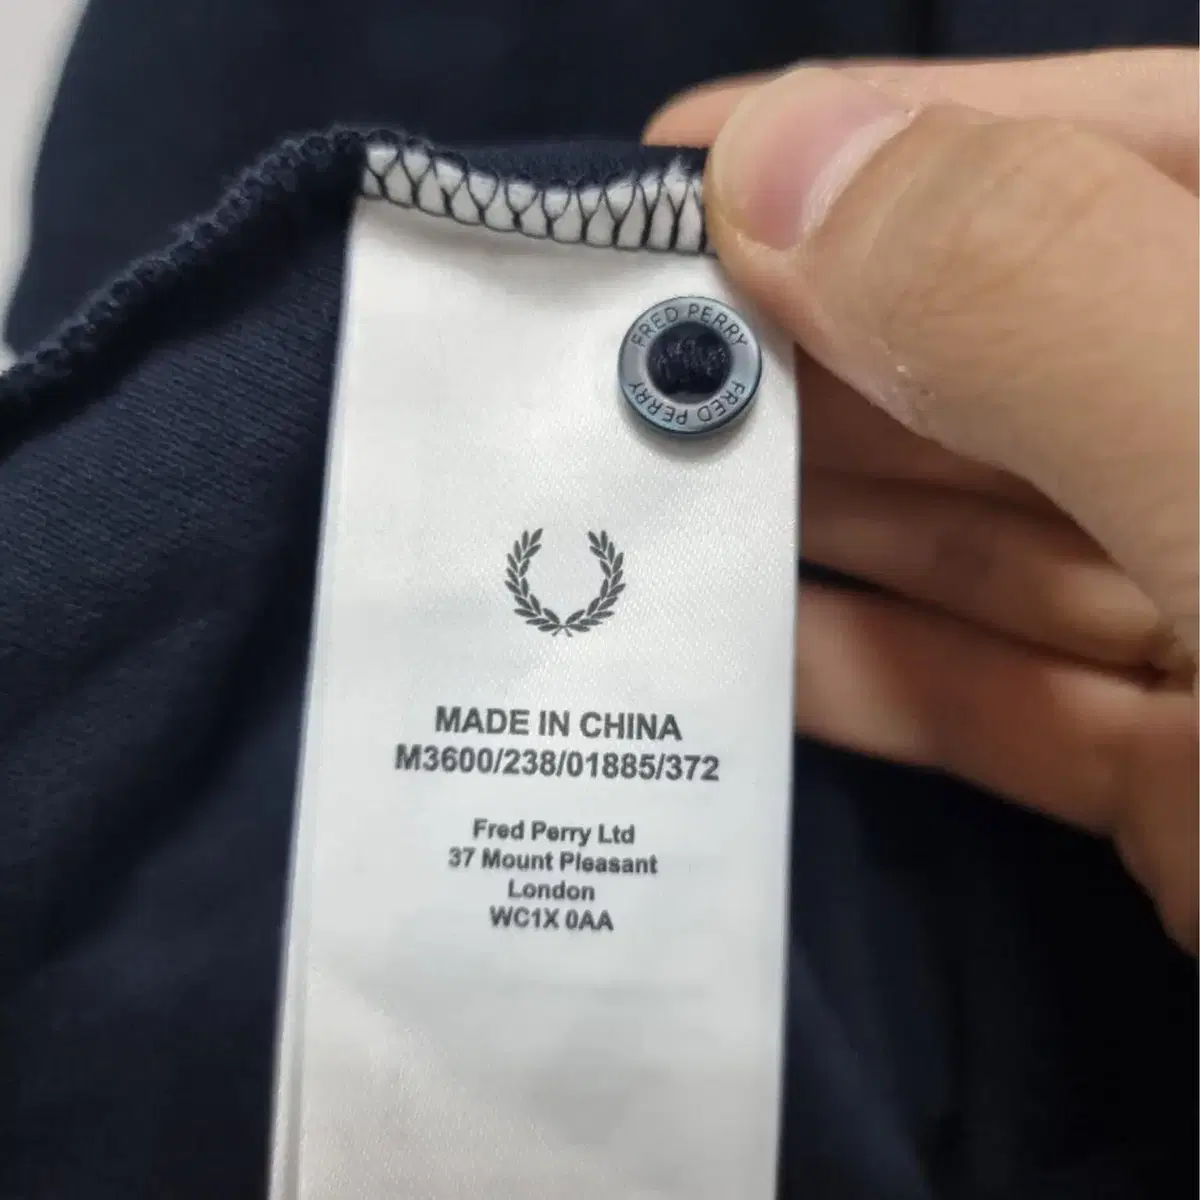 FRED PERRY
FRED PERRY
MADE IN CHINA
M3600/238/01885/372
Fred Perry Ltd
37 Mount Pleasant
London
WC1X 0AA